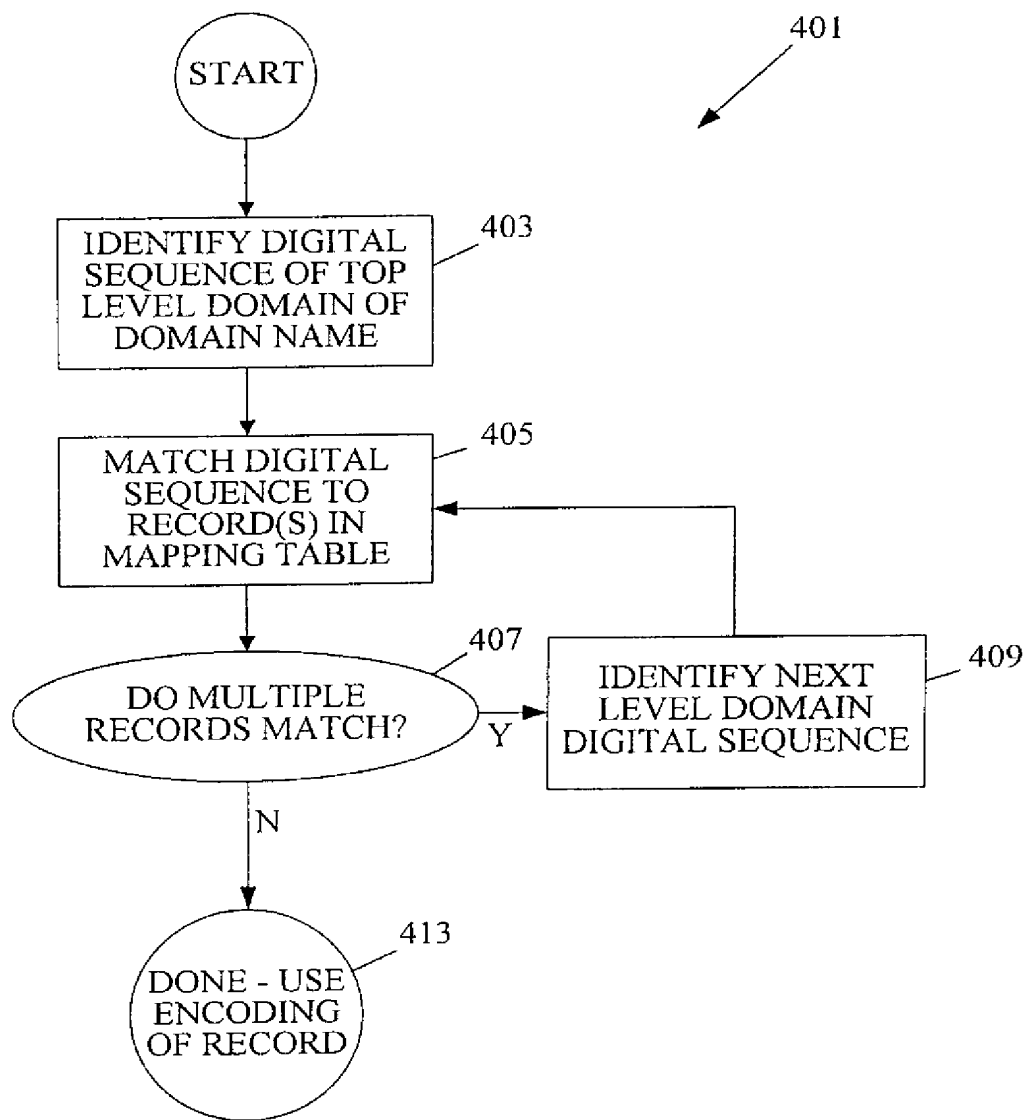 401
START
403
IDENTIFY DIGITAL
SEQUENCE OF TOP
LEVEL DOMAIN OF
DOMAIN NAME
405
MATCH DIGITAL
SEQUENCE TO
RECORD(S) IN
MAPPING TABLE
407
DO MULTIPLE
RECORDS MATCH?
Y
409
IDENTIFY NEXT
LEVEL DOMAIN
DIGITAL SEQUENCE
N
413
DONE - USE
ENCODING
OF RECORD